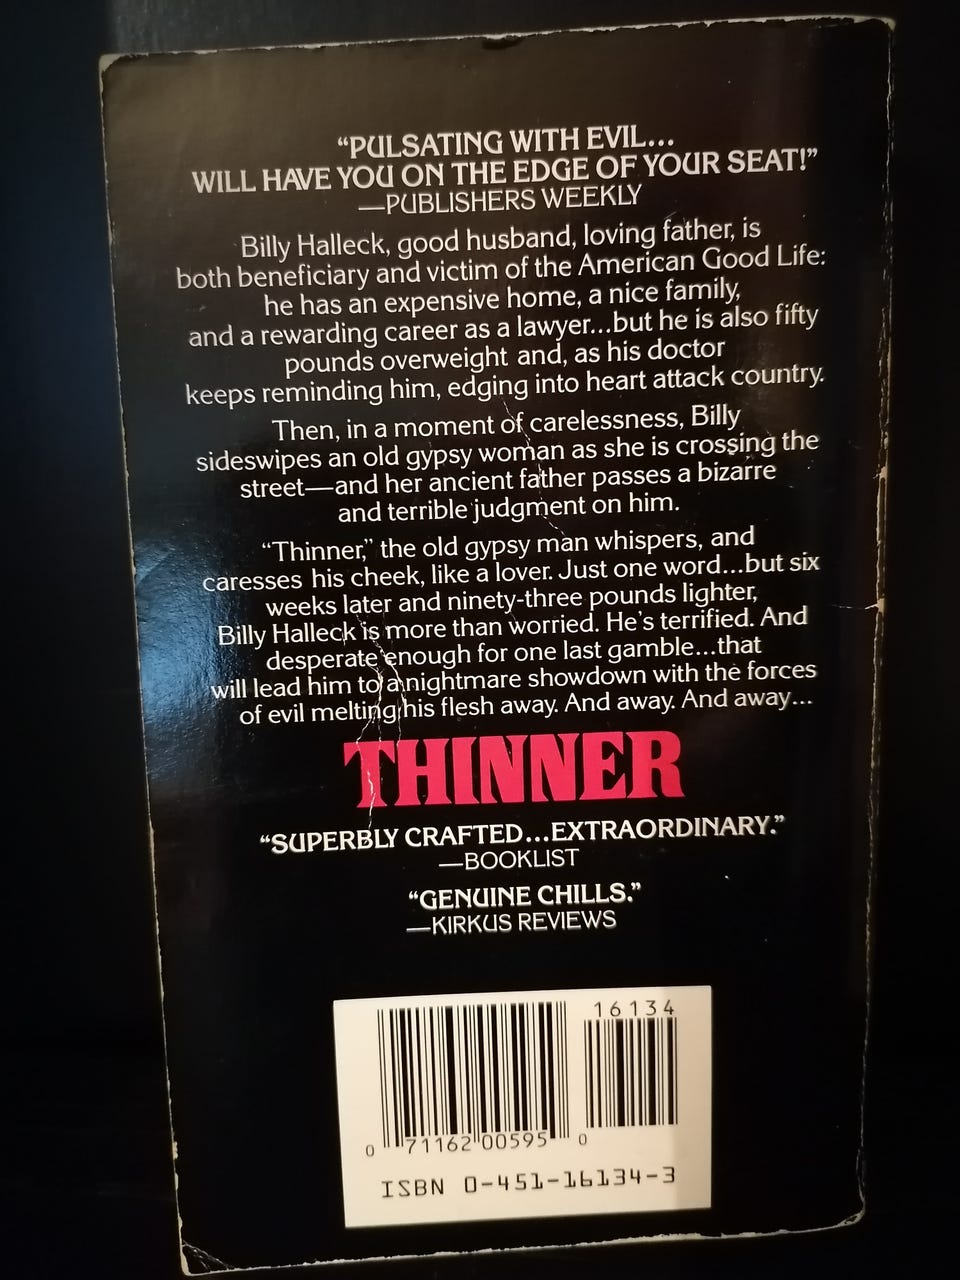 “PULSATING WITH EVIL...
WILL HAVE YOU ON THE EDGE OF YOUR SEAT!”
—PUBLISHERS WEEKLY
Billy Halleck, good husband, loving father, is
both beneficiary and victim of the American Good Life:
he has an expensive home, a nice family,
and a rewarding career as a lawyer...but he is also fifty
pounds overweight and, as his doctor
keeps reminding him, edging into heart attack country.
Then, in a moment of carelessness, Billy
sideswipes an old gypsy woman as she is crossing the
street—and her ancient father passes a bizarre
and terrible judgment on him.
“Thinner,” the old gypsy man whispers, and
caresses his cheek, like a lover. Just one word...but six
weeks later and ninety-three pounds lighter,
Billy Halleck is more than worried. He’s terrified. And
desperate enough for one last gamble...that
will lead him to a nightmare showdown with the forces
of evil melting his flesh away. And away. And away...
THINNER
“SUPERBLY CRAFTED...EXTRAORDINARY.”
—BOOKLIST
“GENUINE CHILLS.”
—KIRKUS REVIEWS
16134
0 71162 00595 0
ISBN 0-451-16134-3